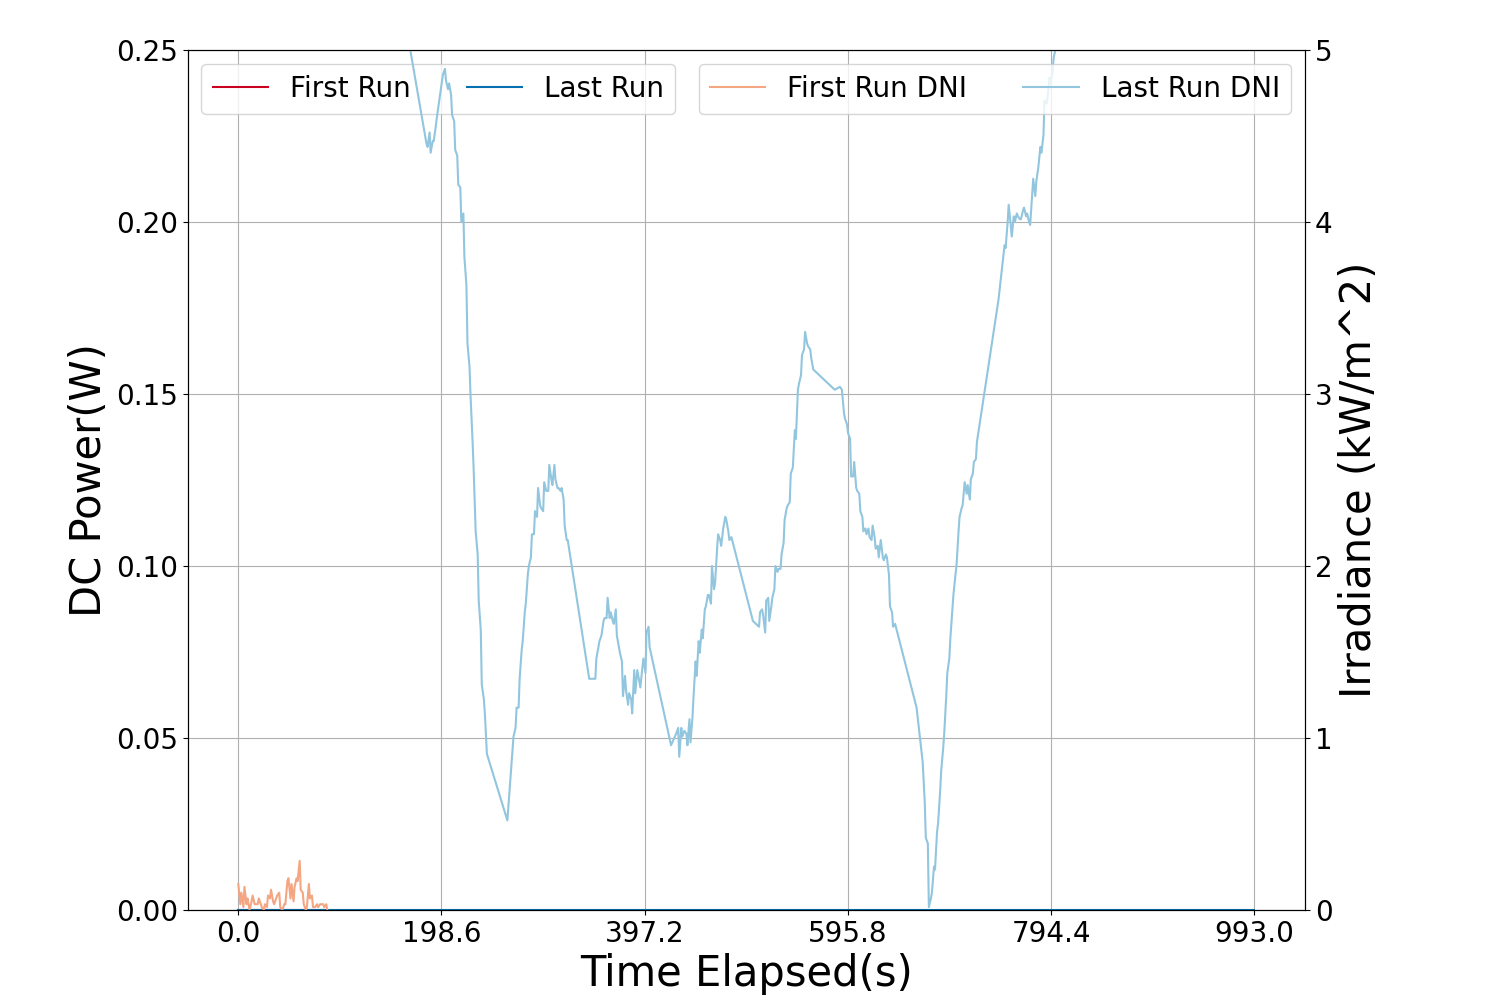 First Run
Last Run
First Run DNI
Last Run DNI
0.25
0.20
0.15
0.10
0.05
0.00
DC Power(W)
5
4
3
2
1
0
Irradiance (kW/m^2)
0.0
198.6
397.2
595.8
794.4
993.0
Time Elapsed(s)